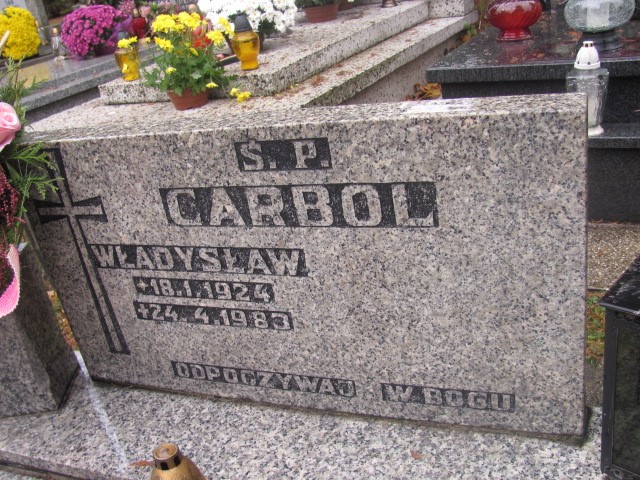 Ś. P.
CARBOL
WŁADYSŁAW
*18.1.1924
†24.4.1983
ODPOCZYWAJ W BOGU